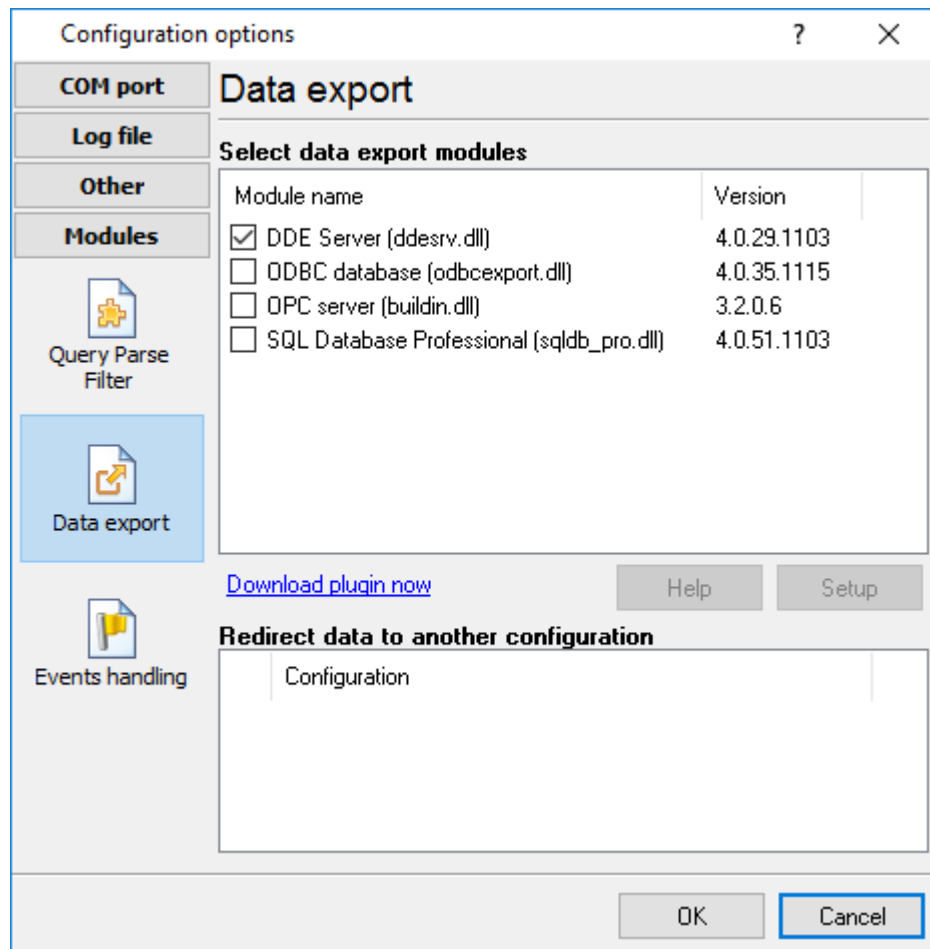 Configuration options ?
COM port
Log file
Other
Modules
Query Parse
Filter
Data export
Events handling
Data export
Select data export modules
Module name Version
DDE Server (ddesrv.dll) 4.0.29.1103
ODBC database (odbcexport.dll) 4.0.35.1115
OPC server (buildin.dll) 3.2.0.6
SQL Database Professional (sqldb_pro.dll) 4.0.51.1103
Download plugin now Help Setup
Redirect data to another configuration
Configuration
OK Cancel